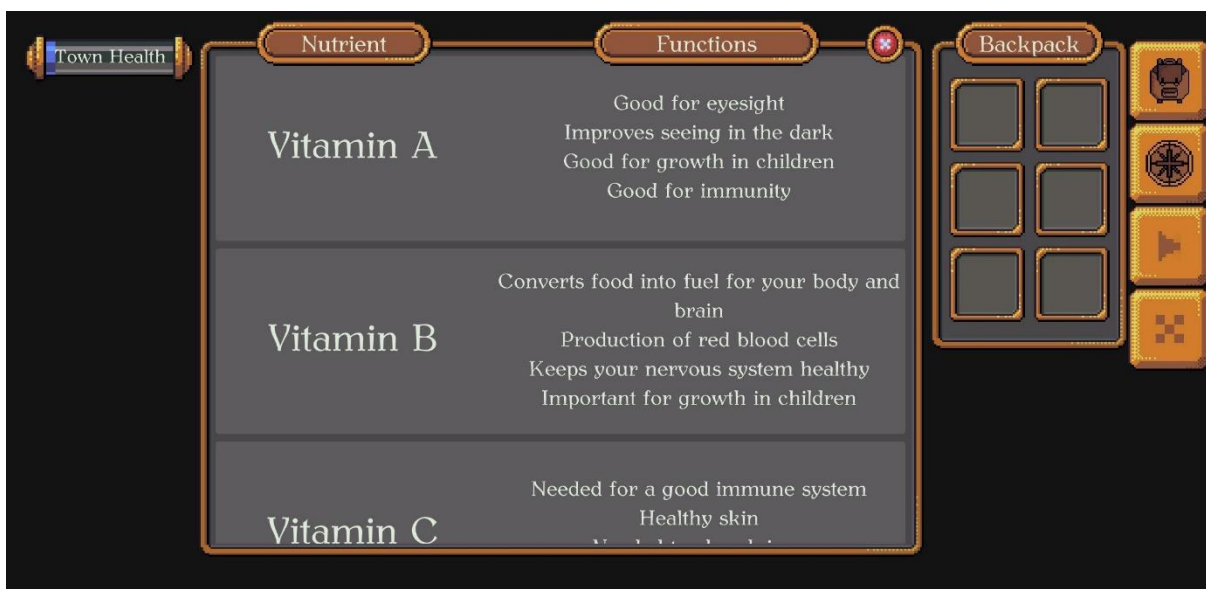 Town Health
Nutrient
Functions
Backpack
Vitamin A
Good for eyesight
Improves seeing in the dark
Good for growth in children
Good for immunity
Vitamin B
Converts food into fuel for your body and
brain
Production of red blood cells
Keeps your nervous system healthy
Important for growth in children
Vitamin C
Needed for a good immune system
Healthy skin